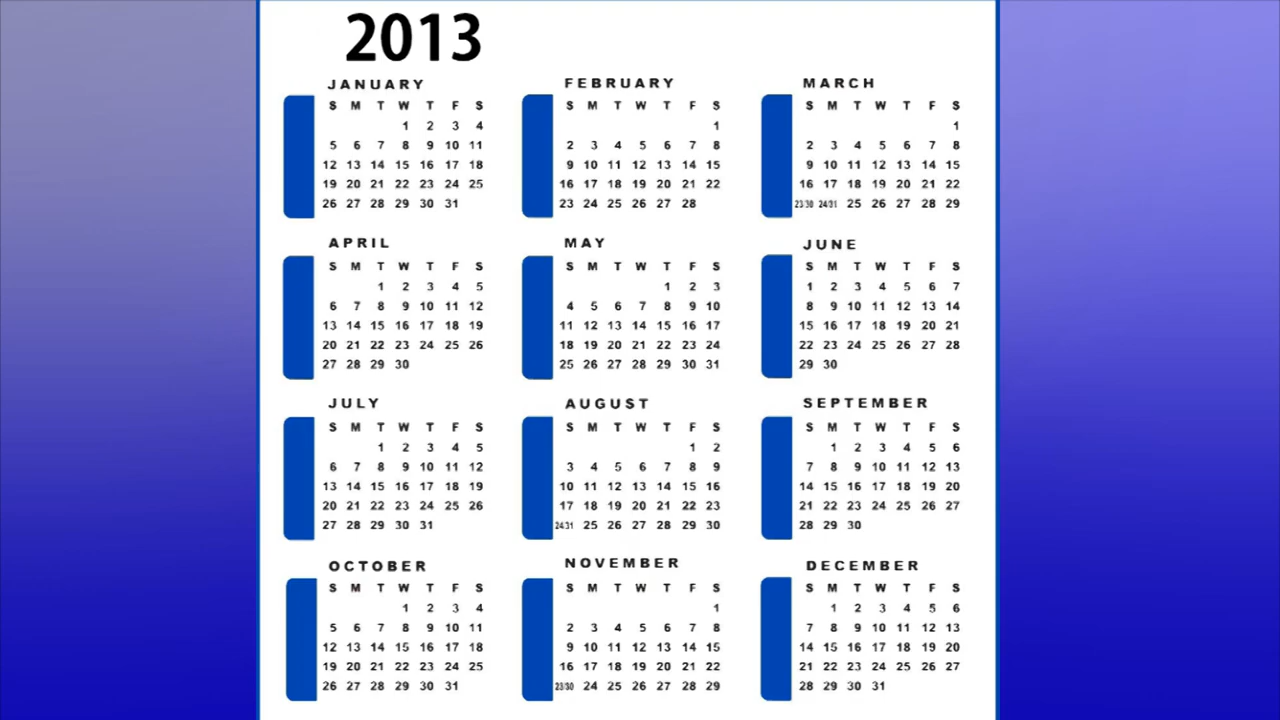 2013
JANUARY
S M T W T F S
1 2 3 4
5 6 7 8 9 10 11
12 13 14 15 16 17 18
19 20 21 22 23 24 25
26 27 28 29 30 31
FEBRUARY
S M T W T F S
1
2 3 4 5 6 7 8
9 10 11 12 13 14 15
16 17 18 19 20 21 22
23 24 25 26 27 28
MARCH
S M T W T F S
1
2 3 4 5 6 7 8
9 10 11 12 13 14 15
16 17 18 19 20 21 22
23/30 24/31 25 26 27 28 29
APRIL
S M T W T F S
1 2 3 4 5
6 7 8 9 10 11 12
13 14 15 16 17 18 19
20 21 22 23 24 25 26
27 28 29 30
MAY
S M T W T F S
1 2 3
4 5 6 7 8 9 10
11 12 13 14 15 16 17
18 19 20 21 22 23 24
25 26 27 28 29 30 31
JUNE
S M T W T F S
1 2 3 4 5 6 7
8 9 10 11 12 13 14
15 16 17 18 19 20 21
22 23 24 25 26 27 28
29 30
JULY
S M T W T F S
1 2 3 4 5
6 7 8 9 10 11 12
13 14 15 16 17 18 19
20 21 22 23 24 25 26
27 28 29 30 31
AUGUST
S M T W T F S
1 2
3 4 5 6 7 8 9
10 11 12 13 14 15 16
17 18 19 20 21 22 23
24/31 25 26 27 28 29 30
SEPTEMBER
S M T W T F S
1 2 3 4 5 6
7 8 9 10 11 12 13
14 15 16 17 18 19 20
21 22 23 24 25 26 27
28 29 30
OCTOBER
S M T W T F S
1 2 3 4
5 6 7 8 9 10 11
12 13 14 15 16 17 18
19 20 21 22 23 24 25
26 27 28 29 30 31
NOVEMBER
S M T W T F S
1
2 3 4 5 6 7 8
9 10 11 12 13 14 15
16 17 18 19 20 21 22
23/30 24 25 26 27 28 29
DECEMBER
S M T W T F S
1 2 3 4 5 6
7 8 9 10 11 12 13
14 15 16 17 18 19 20
21 22 23 24 25 26 27
28 29 30 31